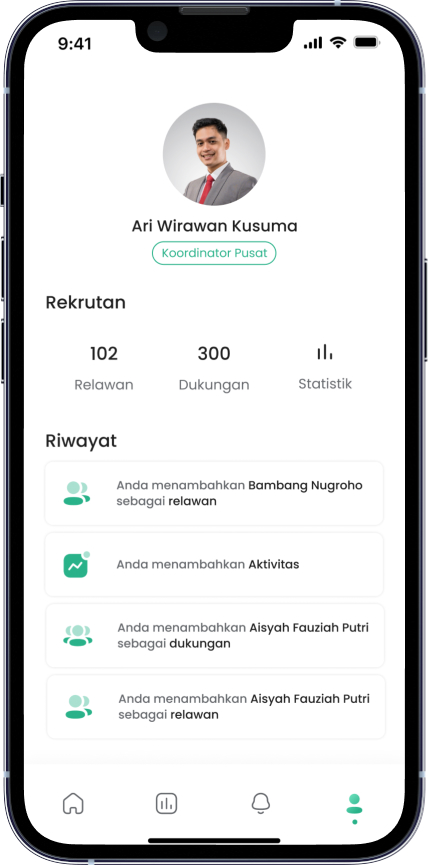 9:41
Ari Wirawan Kusuma
Koordinator Pusat
Rekrutan
102
300
Relawan
Dukungan
Statistik
Riwayat
Anda menambahkan Bambang Nugroho
sebagai relawan
Anda menambahkan Aktivitas
Anda menambahkan Aisyah Fauziah Putri
sebagai dukungan
Anda menambahkan Aisyah Fauziah Putri
sebagai relawan